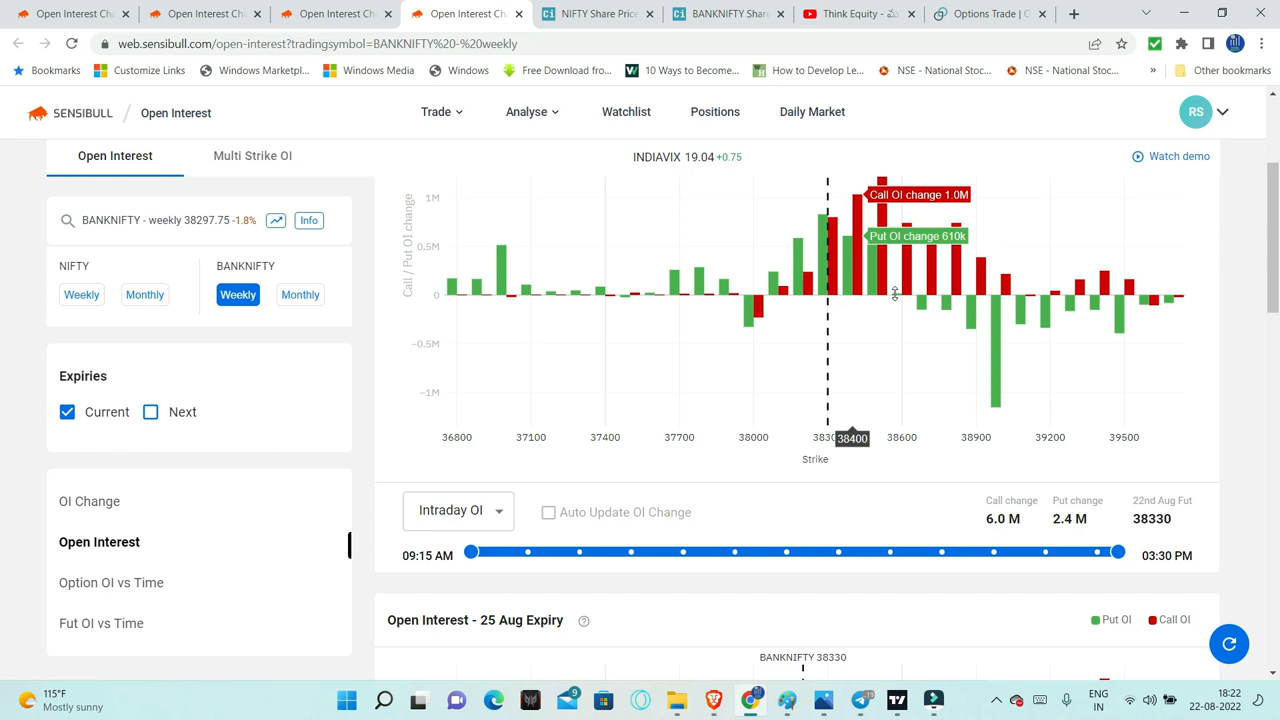 Open Interest Cha
Open Interest Cha
Open Interest Cha
Open Interest Cha
NIFTY Share Price
BANKNIFTY Share
Think Equity -
Options Trade | C
web.sensibull.com/open-interest?tradingsymbol=BANKNIFTY%20-%20weekly
Bookmarks
Customize Links
Windows Marketpl...
Windows Media
Windows
Free Download from...
10 Ways to Become...
How to Develop Le...
NSE - National Stoc...
NSE - National Stoc...
»
Other bookmarks
SENSIBULL / Open Interest
Trade
Analyse
Watchlist
Positions
Daily Market
RS
Open Interest
Multi Strike OI
INDIAVIX 19.04 +0.75
Watch demo
BANKNIFTY - weekly 38297.75 -1.8%
Info
NIFTY
BANKNIFTY
Weekly
Monthly
Weekly
Monthly
Expiries
Current
Next
OI Change
Open Interest
Option OI vs Time
Fut OI vs Time
Call / Put OI change
1M
0.5M
0
−0.5M
−1M
Call OI change 1.0M
Put OI change 610k
36800
37100
37400
37700
38000
3830
38400
38600
38900
39200
39500
Strike
Intraday OI
Auto Update OI Change
Call change
6.0 M
Put change
2.4 M
22nd Aug Fut
38330
09:15 AM
03:30 PM
Open Interest - 25 Aug Expiry
Put OI
Call OI
BANKNIFTY 38330
115°F
Mostly sunny
9
ENG
IN
18:22
22-08-2022